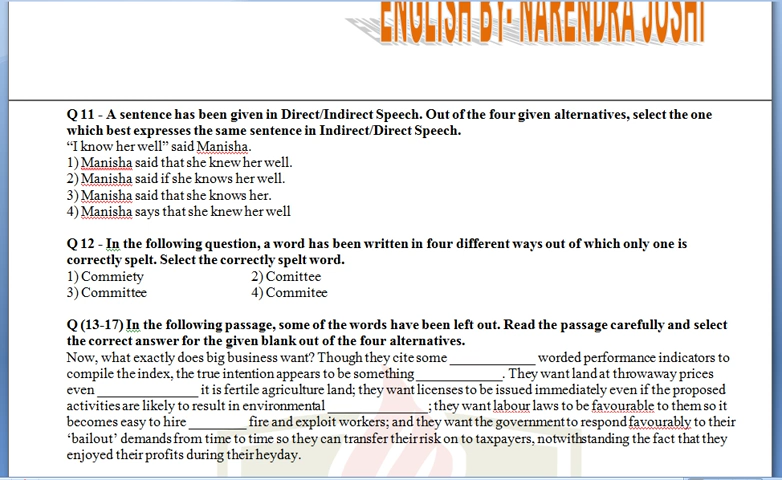 ENGLISH BY- NARENDRA JOSHI
Q 11 - A sentence has been given in Direct/Indirect Speech. Out of the four given alternatives, select the one
which best expresses the same sentence in Indirect/Direct Speech.
“I know her well” said Manisha.
1) Manisha said that she knew her well.
2) Manisha said if she knows her well.
3) Manisha said that she knows her.
4) Manisha says that she knew her well
Q 12 - In the following question, a word has been written in four different ways out of which only one is
correctly spelt. Select the correctly spelt word.
1) Commiety 2) Comittee
3) Committee 4) Commitee
Q (13-17) In the following passage, some of the words have been left out. Read the passage carefully and select
the correct answer for the given blank out of the four alternatives.
Now, what exactly does big business want? Though they cite some ____________ worded performance indicators to
compile the index, the true intention appears to be something ____________. They want land at throwaway prices
even ______________ it is fertile agriculture land; they want licenses to be issued immediately even if the proposed
activities are likely to result in environmental ______________; they want labour laws to be favourable to them so it
becomes easy to hire ________ fire and exploit workers; and they want the government to respond favourably to their
‘bailout’ demands from time to time so they can transfer their risk on to taxpayers, notwithstanding the fact that they
enjoyed their profits during their heyday.